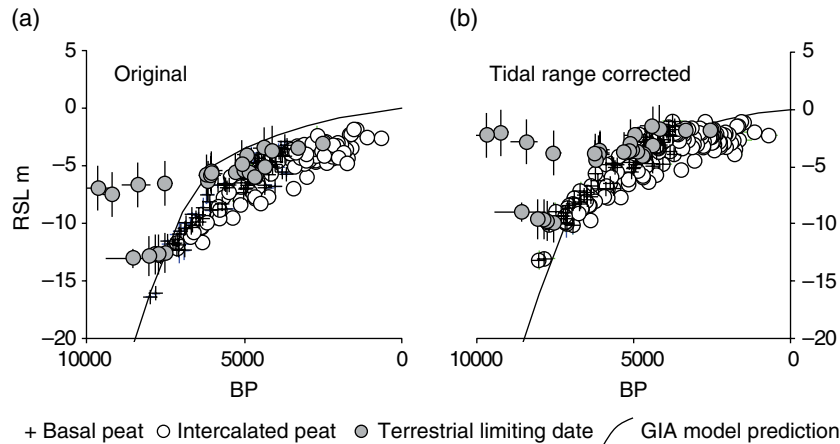 (a)
Original
5
0
–5
–10
–15
–20
RSL m
10000
5000
0
BP
(b)
Tidal range corrected
5
0
–5
–10
–15
–20
10000
5000
0
BP
+ Basal peat ○ Intercalated peat Terrestrial limiting date GIA model prediction